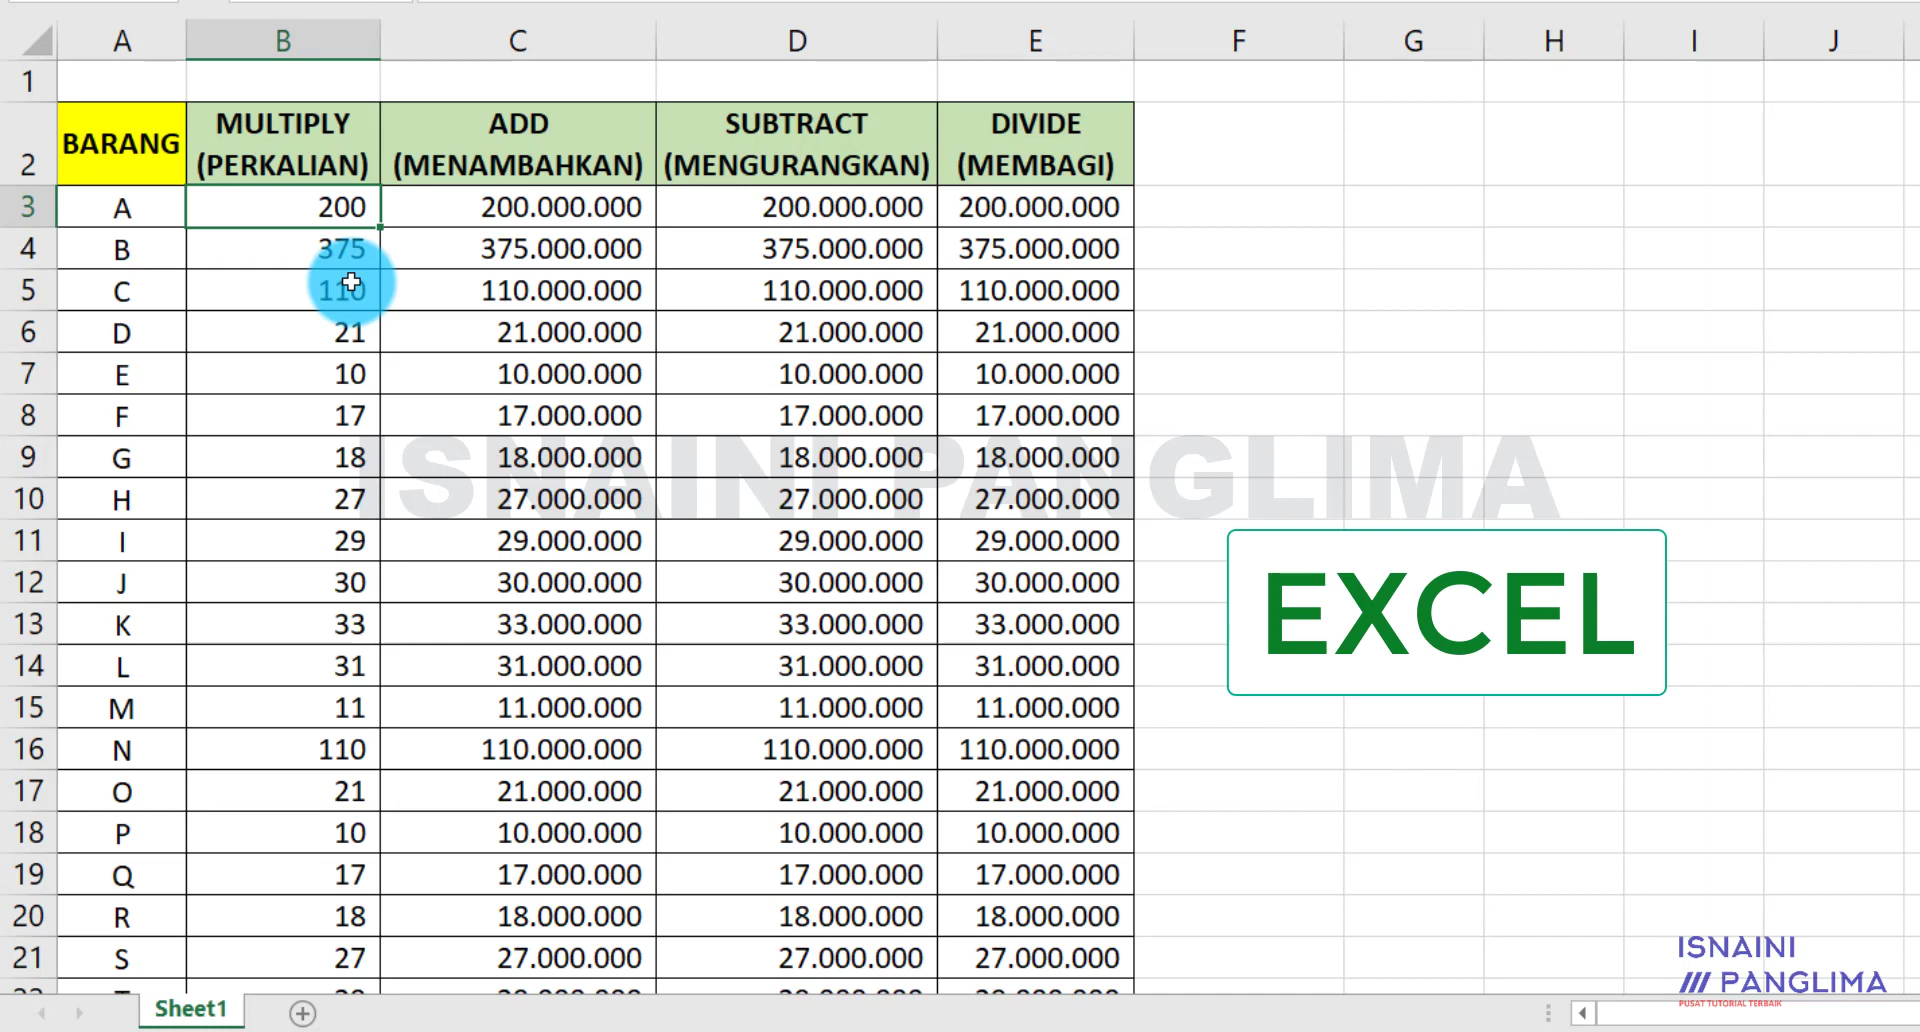 A B C D E F G H I J
1
2 BARANG MULTIPLY (PERKALIAN) ADD (MENAMBAHKAN) SUBTRACT (MENGURANGKAN) DIVIDE (MEMBAGI)
3 A 200 200.000.000 200.000.000 200.000.000
4 B 375 375.000.000 375.000.000 375.000.000
5 C 110 110.000.000 110.000.000 110.000.000
6 D 21 21.000.000 21.000.000 21.000.000
7 E 10 10.000.000 10.000.000 10.000.000
8 F 17 17.000.000 17.000.000 17.000.000
9 G 18 18.000.000 18.000.000 18.000.000
10 H 27 27.000.000 27.000.000 27.000.000
ISNAINI PANGLIMA
11 I 29 29.000.000 29.000.000 29.000.000
12 J 30 30.000.000 30.000.000 30.000.000
13 K 33 33.000.000 33.000.000 33.000.000
EXCEL
14 L 31 31.000.000 31.000.000 31.000.000
15 M 11 11.000.000 11.000.000 11.000.000
16 N 110 110.000.000 110.000.000 110.000.000
17 O 21 21.000.000 21.000.000 21.000.000
18 P 10 10.000.000 10.000.000 10.000.000
19 Q 17 17.000.000 17.000.000 17.000.000
20 R 18 18.000.000 18.000.000 18.000.000
21 S 27 27.000.000 27.000.000 27.000.000
ISNAINI
PANGLIMA
PUSAT TUTORIAL TERBAIK
Sheet1